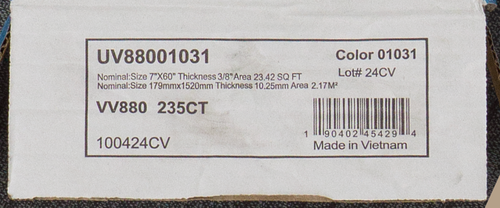 UV88001031
Color 01031
Nominal:Size 7"X60" Thickness 3/8" Area 23.42 SQ FT
Lot# 24CV
Nominal:Size 179mmx1520mm Thickness 10.25mm Area 2.17M²
VV880 235CT
1 90402 45429 4
100424CV
Made in Vietnam